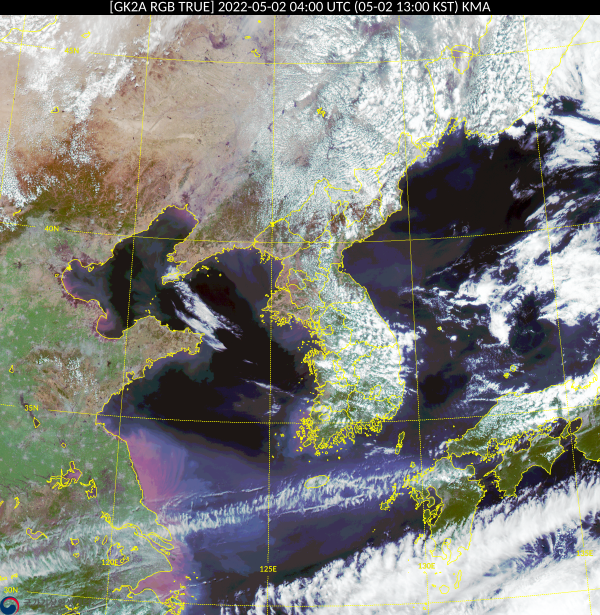 [GK2A RGB TRUE] 2022-05-02 04:00 UTC (05-02 13:00 KST) KMA
40N
35N
120E
125E
30N